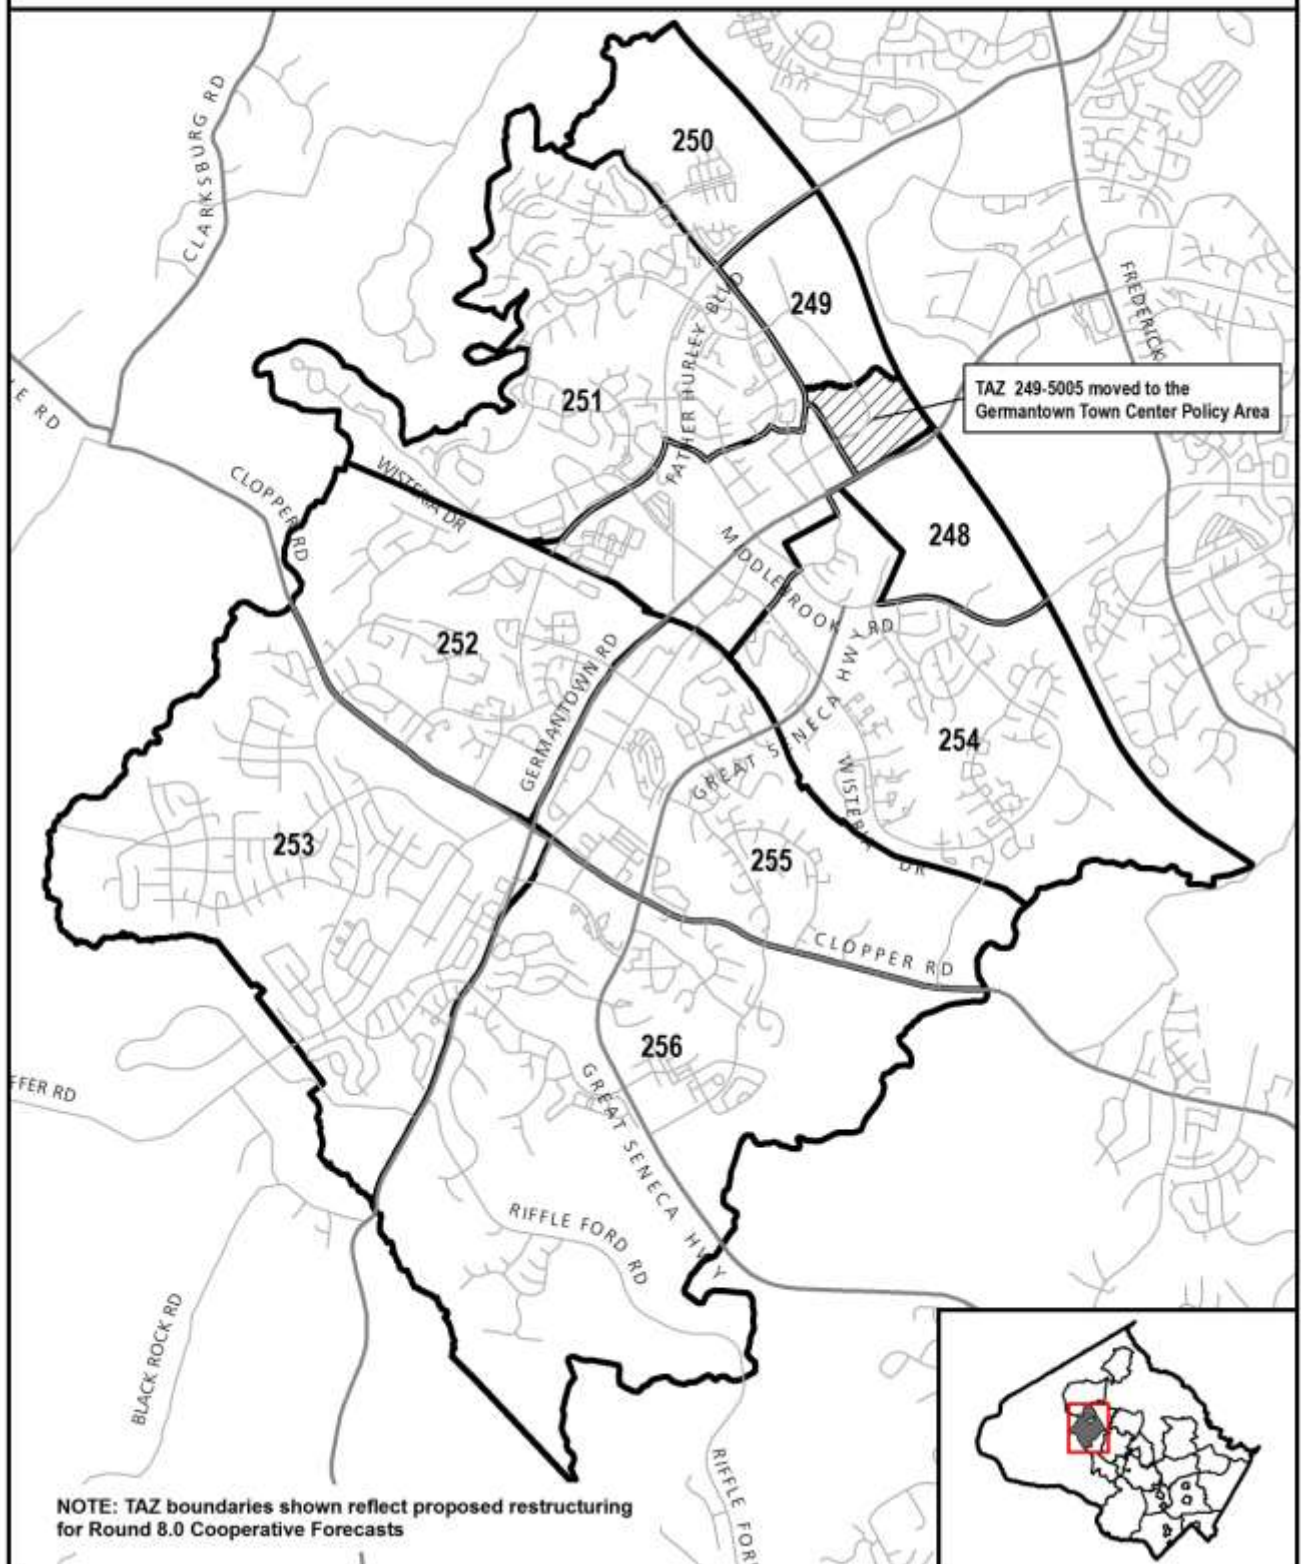 250
CLARKSBURG RD
249
FATHER HURLEY BLVD
FREDERICK
TAZ 249-5005 moved to the
Germantown Town Center Policy Area
251
LE RD
WISTERIA DR
CLOPPER RD
248
MIDDLEBROOK RD
252
GERMANTOWN RD
GREAT SENECA HWY
254
WISTERIA DR
253
255
CLOPPER RD
256
FFER RD
GREAT SENECA HWY
RIFFLE FORD RD
BLACK ROCK RD
RIFFLE FOR
NOTE: TAZ boundaries shown reflect proposed restructuring
for Round 8.0 Cooperative Forecasts